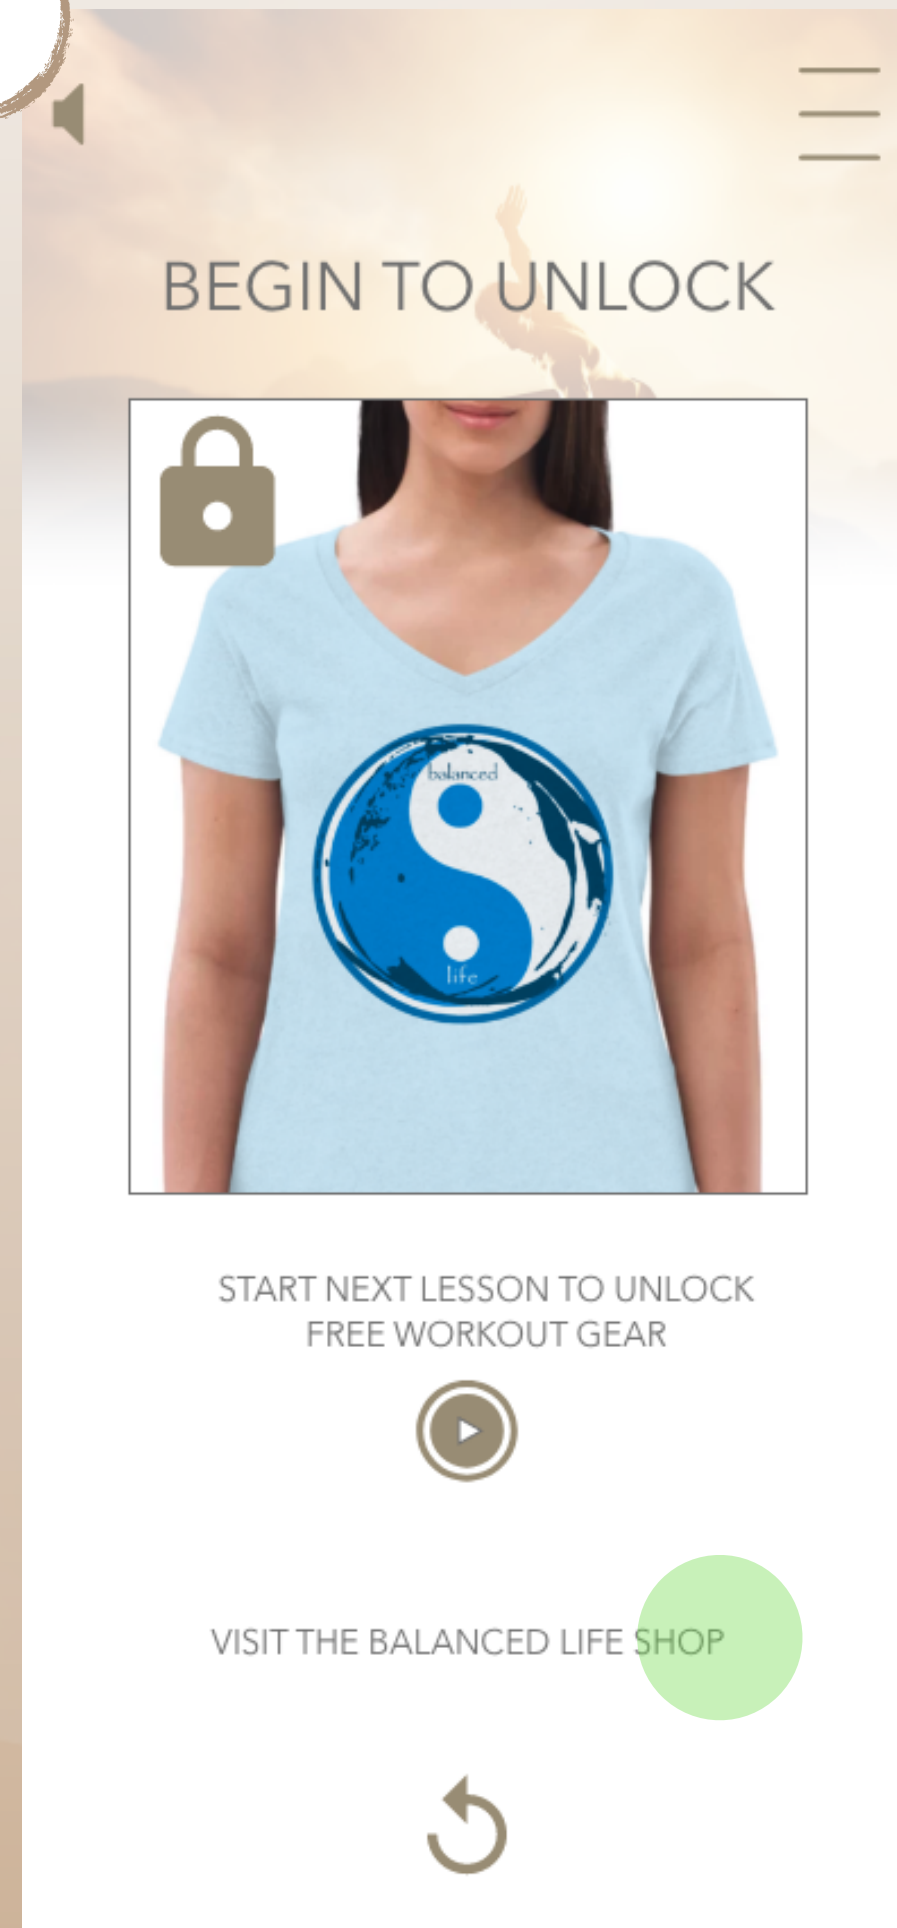 BEGIN TO UNLOCK
balanced
life
START NEXT LESSON TO UNLOCK
FREE WORKOUT GEAR
VISIT THE BALANCED LIFE SHOP